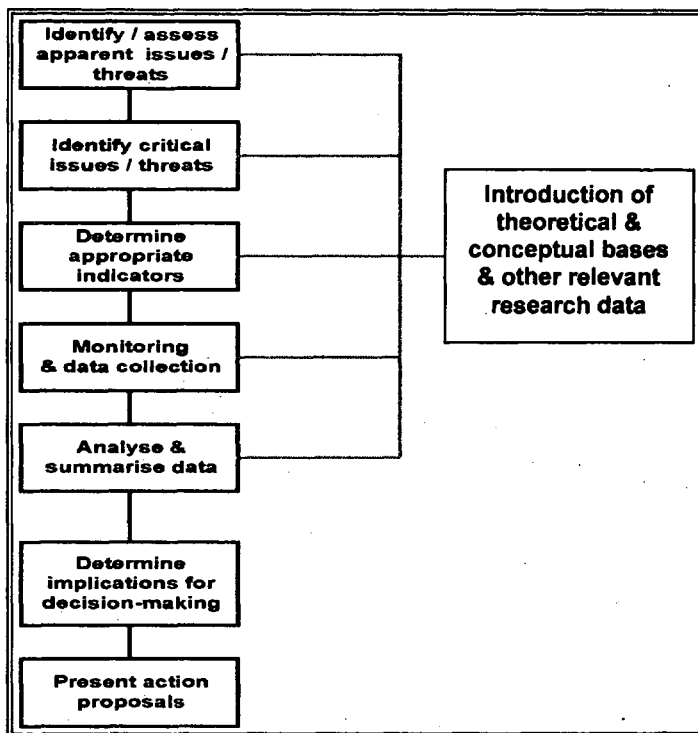 Identify / assess
apparent issues /
threats
Identify critical
issues / threats
Determine
appropriate
indicators
Monitoring
& data collection
Analyse &
summarise data
Determine
implications for
decision-making
Present action
proposals
Introduction of
theoretical &
conceptual bases
& other relevant
research data